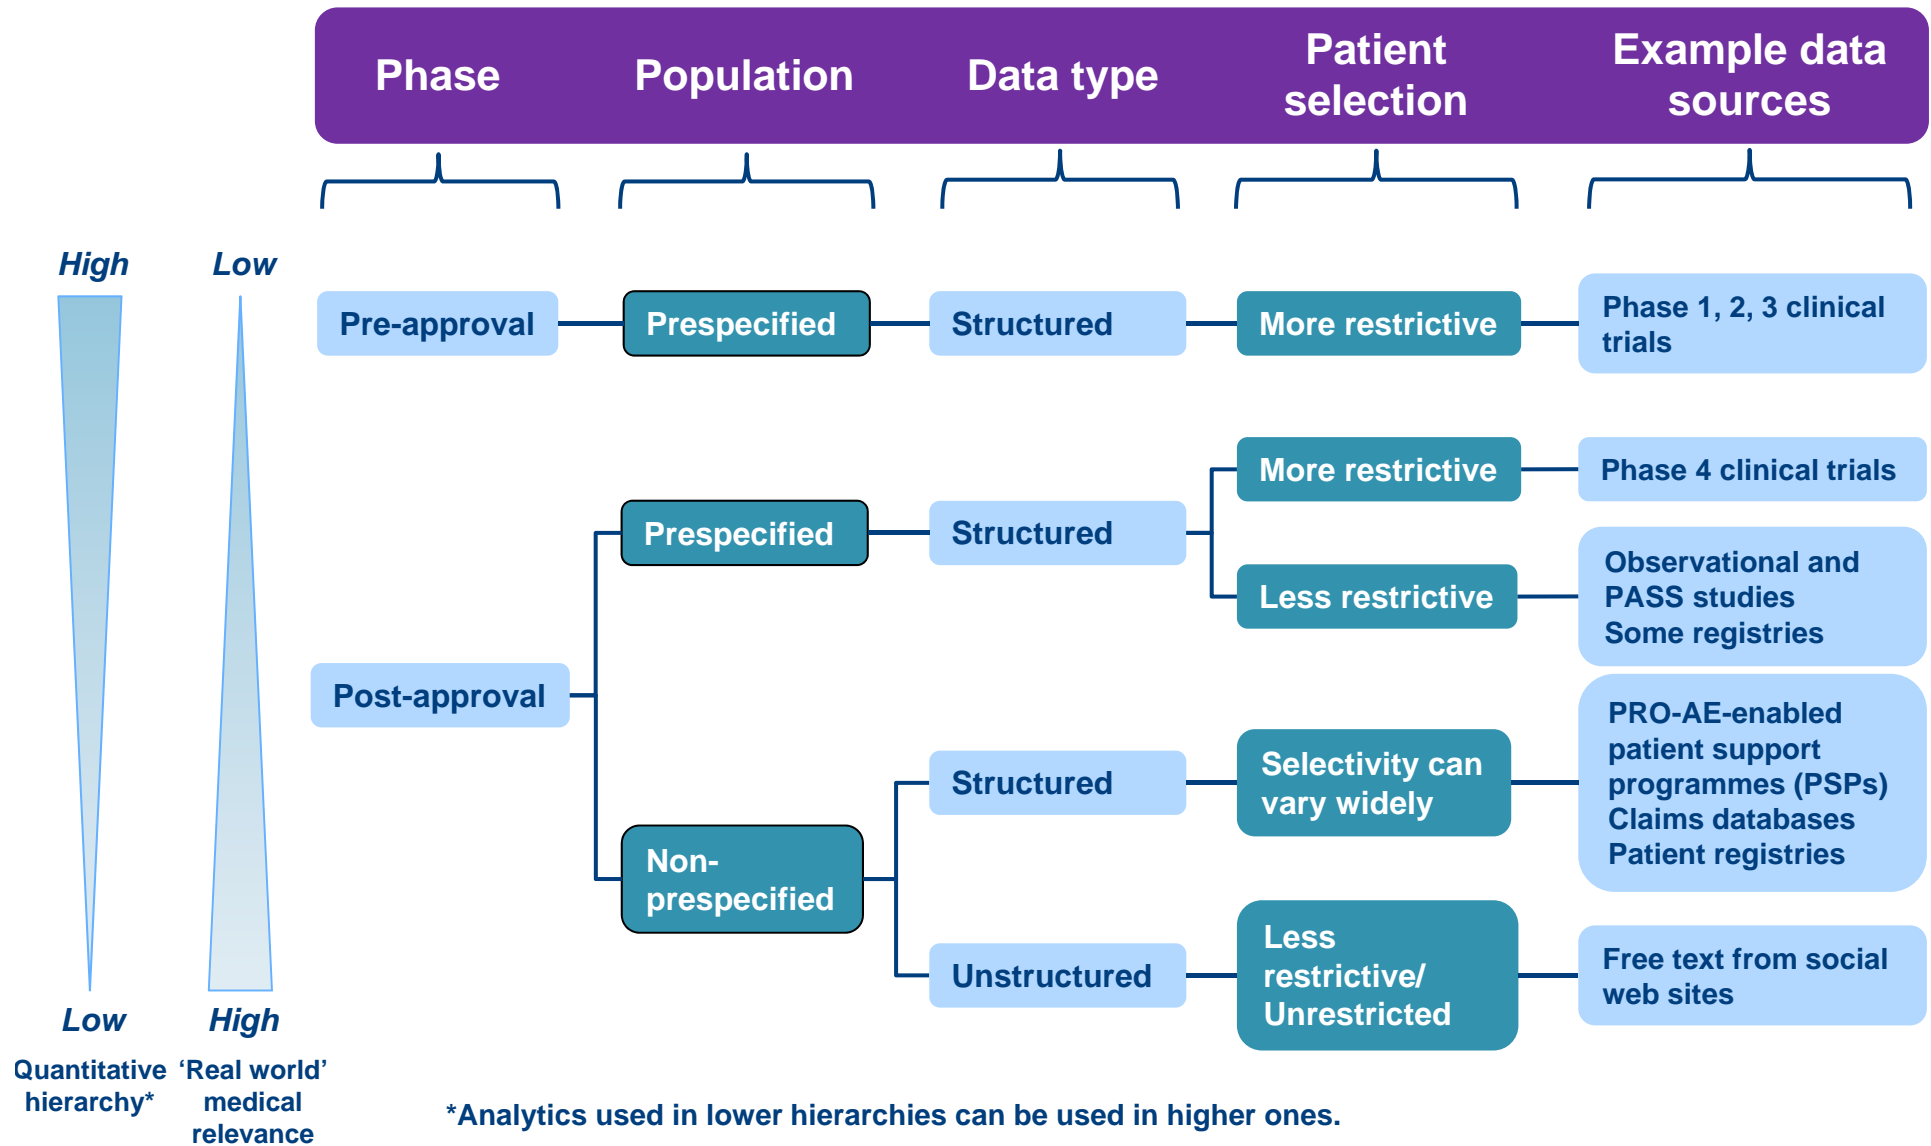 Phase
Population
Data type
Patient
selection
Example data
sources
High
Low
Pre-approval
Prespecified
Structured
More restrictive
Phase 1, 2, 3 clinical
trials
More restrictive
Phase 4 clinical trials
Prespecified
Structured
Less restrictive
Observational and
PASS studies
Some registries
Post-approval
Structured
Selectivity can
vary widely
PRO-AE-enabled
patient support
programmes (PSPs)
Claims databases
Patient registries
Non-
prespecified
Unstructured
Less
restrictive/
Unrestricted
Free text from social
web sites
Low
High
Quantitative
hierarchy*
‘Real world’
medical
relevance
*Analytics used in lower hierarchies can be used in higher ones.